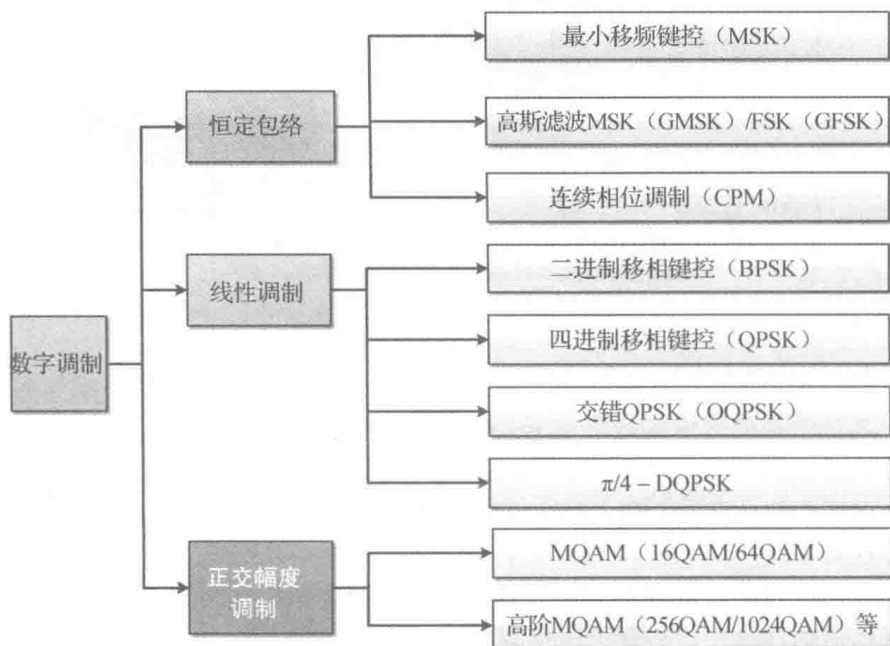 数字调制
恒定包络
最小移频键控（MSK）
高斯滤波MSK（GMSK）/FSK（GFSK）
连续相位调制（CPM）
线性调制
二进制移相键控（BPSK）
四进制移相键控（QPSK）
交错QPSK（OQPSK）
π/4 – DQPSK
正交幅度
调制
MQAM（16QAM/64QAM）
高阶MQAM（256QAM/1024QAM）等